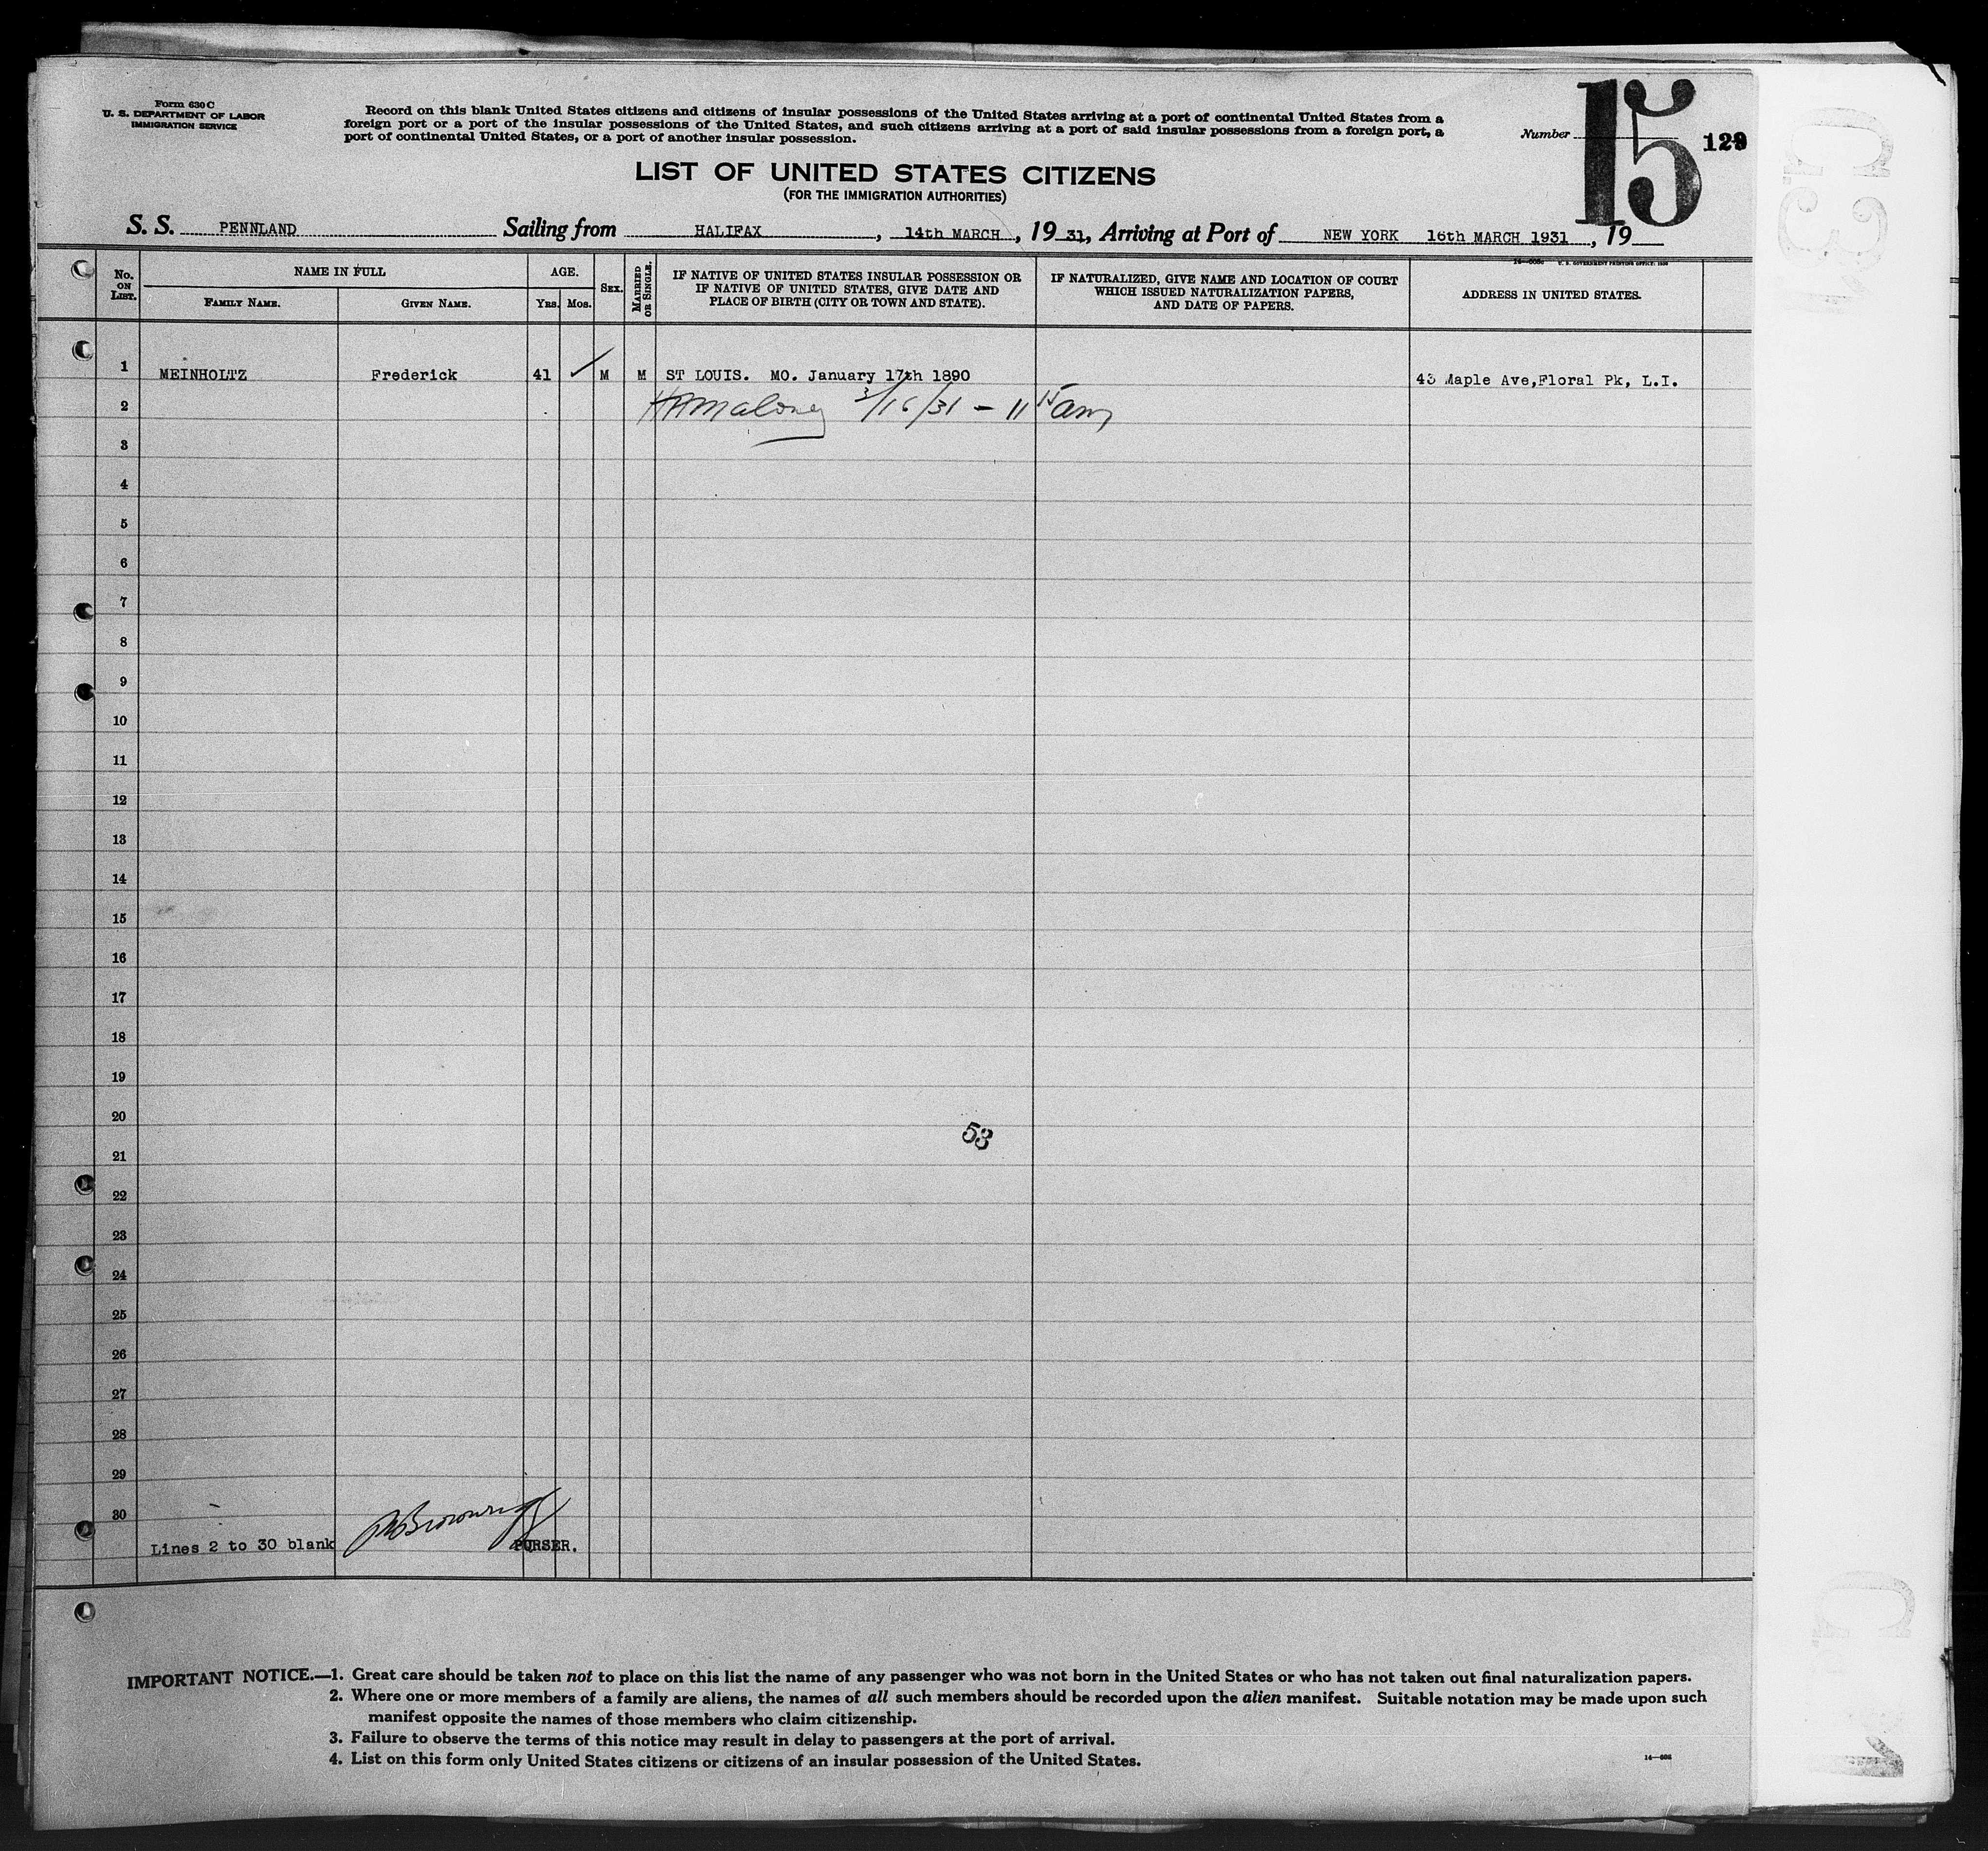 Form 630 C
U. S. DEPARTMENT OF LABOR
IMMIGRATION SERVICE
Record on this blank United States citizens and citizens of insular possessions of the United States arriving at a port of continental United States from a
foreign port or a port of the insular possessions of the United States, and such citizens arriving at a port of said insular possessions from a foreign port, a
port of continental United States, or a port of another insular possession.
Number 15
129
LIST OF UNITED STATES CITIZENS
(FOR THE IMMIGRATION AUTHORITIES)
S. S. PENNLAND Sailing from HALIFAX, 14th MARCH, 1931, Arriving at Port of NEW YORK 16th MARCH 1931, 19
U. S. GOVERNMENT PRINTING OFFICE: 1930
No. ON LIST.
NAME IN FULL
FAMILY NAME.
GIVEN NAME.
AGE.
YRS.
MOS.
SEX.
MARRIED OR SINGLE.
IF NATIVE OF UNITED STATES INSULAR POSSESSION OR
IF NATIVE OF UNITED STATES, GIVE DATE AND
PLACE OF BIRTH (CITY OR TOWN AND STATE).
IF NATURALIZED, GIVE NAME AND LOCATION OF COURT
WHICH ISSUED NATURALIZATION PAPERS,
AND DATE OF PAPERS.
ADDRESS IN UNITED STATES.
1 MEINHOLTZ Frederick 41 ✓ M M ST LOUIS. MO. January 17th 1890 43 Maple Ave,Floral Pk, L.I.
2 Malone 3/16/31 - 11 15 am
3
4
5
6
7
8
9
10
11
12
13
14
15
16
17
18
19
20
53
21
22
23
24
25
26
27
28
29
30
Lines 2 to 30 blank Browning PURSER.
IMPORTANT NOTICE.—1. Great care should be taken not to place on this list the name of any passenger who was not born in the United States or who has not taken out final naturalization papers.
2. Where one or more members of a family are aliens, the names of all such members should be recorded upon the alien manifest. Suitable notation may be made upon such
manifest opposite the names of those members who claim citizenship.
3. Failure to observe the terms of this notice may result in delay to passengers at the port of arrival.
4. List on this form only United States citizens or citizens of an insular possession of the United States.